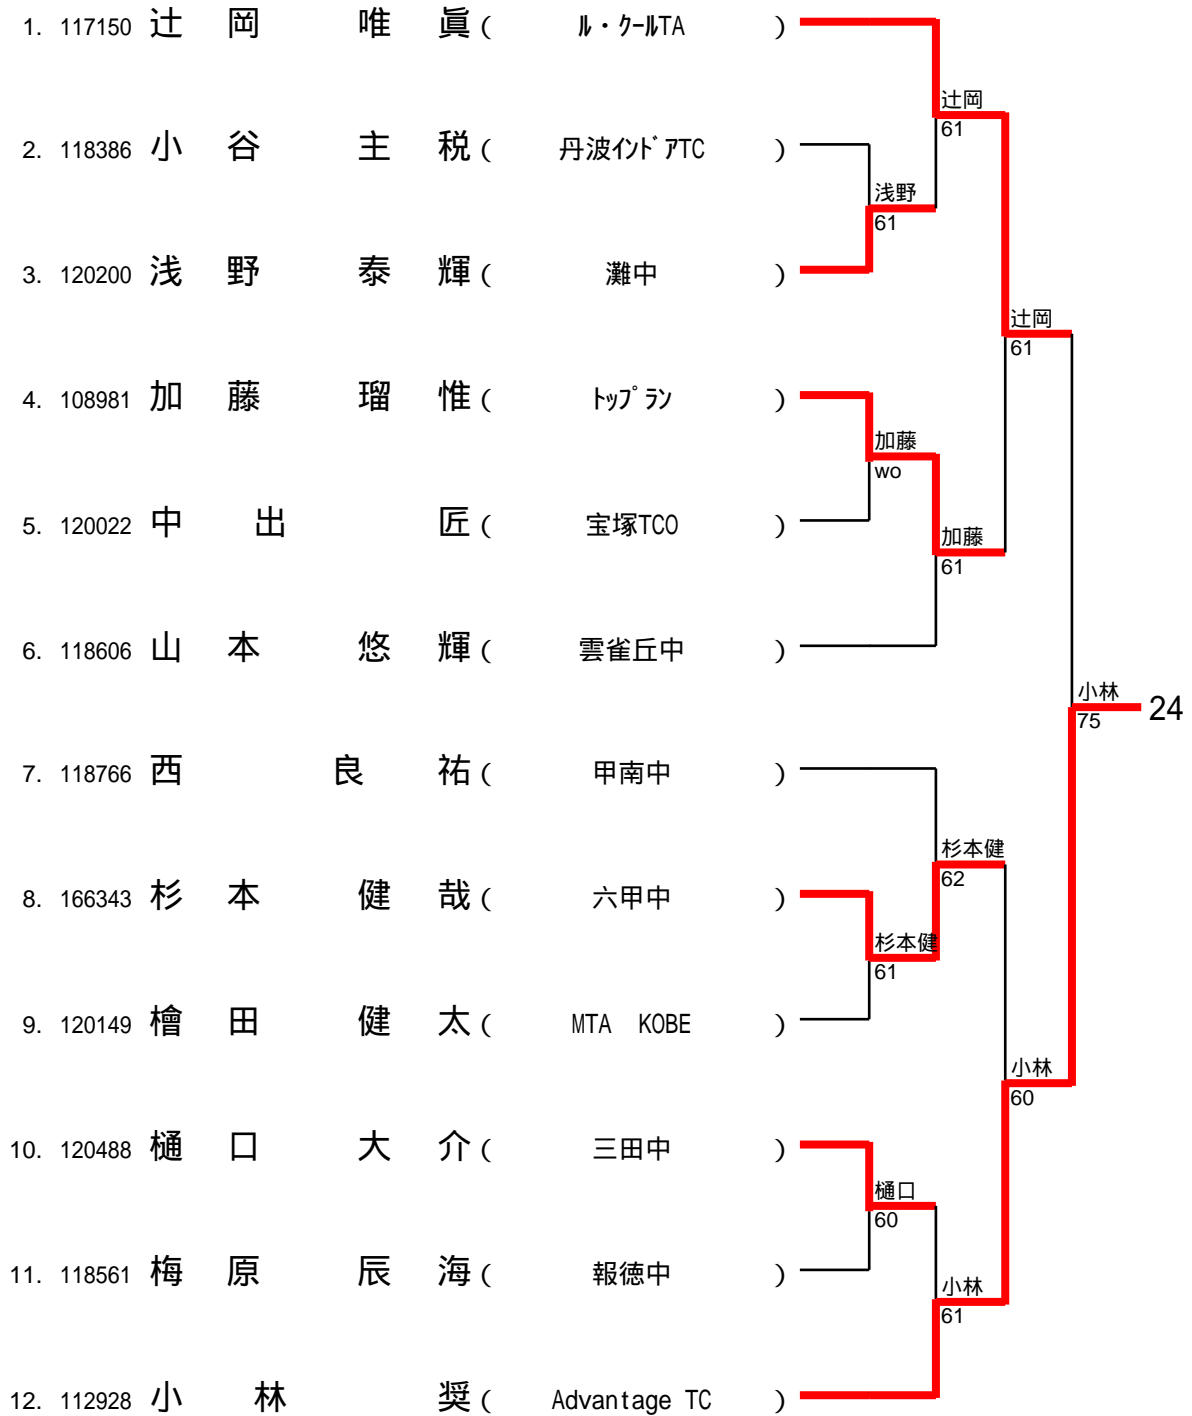 1. 117150 辻 岡 唯 眞 ( ル・クールTA )
辻岡
61
2. 118386 小 谷 主 税 ( 丹波インドアTC )
浅野
61
3. 120200 浅 野 泰 輝 ( 灘中 )
辻岡
61
4. 108981 加 藤 瑠 惟 ( トップラン )
加藤
wo
5. 120022 中 出 匠 ( 宝塚TCO )
加藤
61
6. 118606 山 本 悠 輝 ( 雲雀丘中 )
小林
75
24
7. 118766 西 良 祐 ( 甲南中 )
杉本健
62
8. 166343 杉 本 健 哉 ( 六甲中 )
杉本健
61
9. 120149 檜 田 健 太 ( MTA KOBE )
小林
60
10. 120488 樋 口 大 介 ( 三田中 )
樋口
60
11. 118561 梅 原 辰 海 ( 報徳中 )
小林
61
12. 112928 小 林 奨 ( Advantage TC )